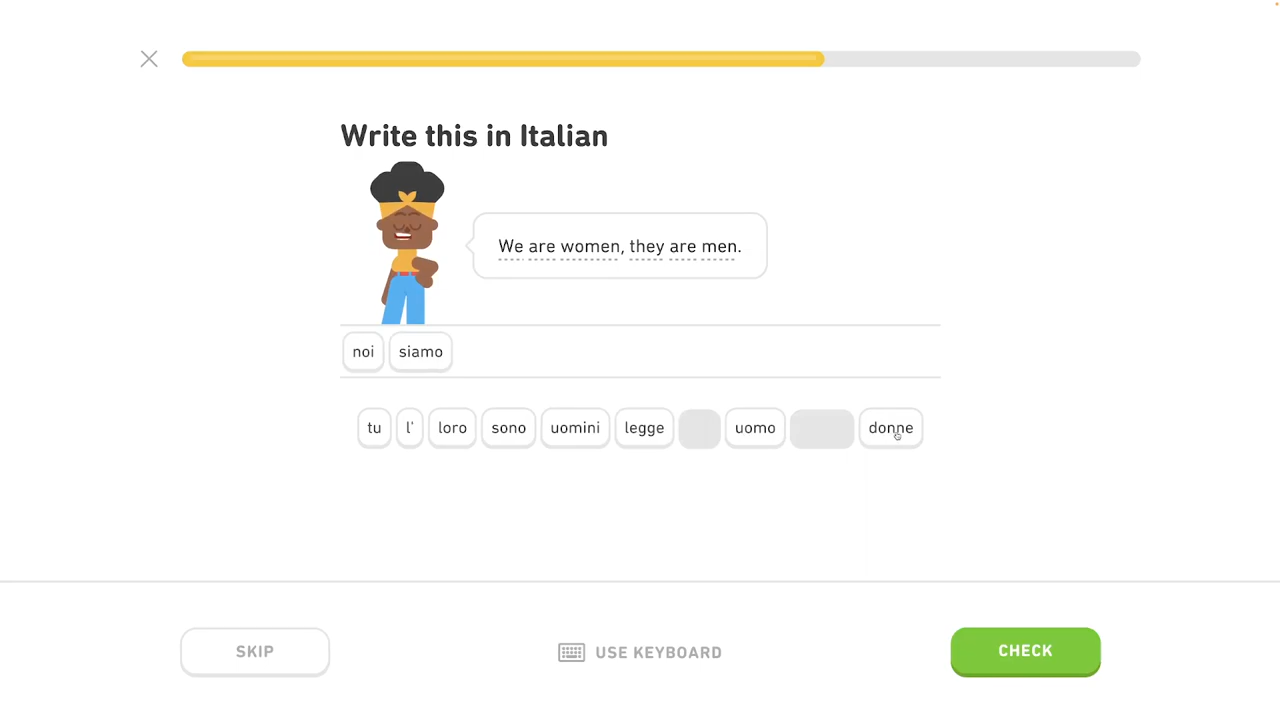 Write this in Italian
We are women, they are men.
noi siamo
tu l' loro sono uomini legge uomo donne
SKIP USE KEYBOARD CHECK